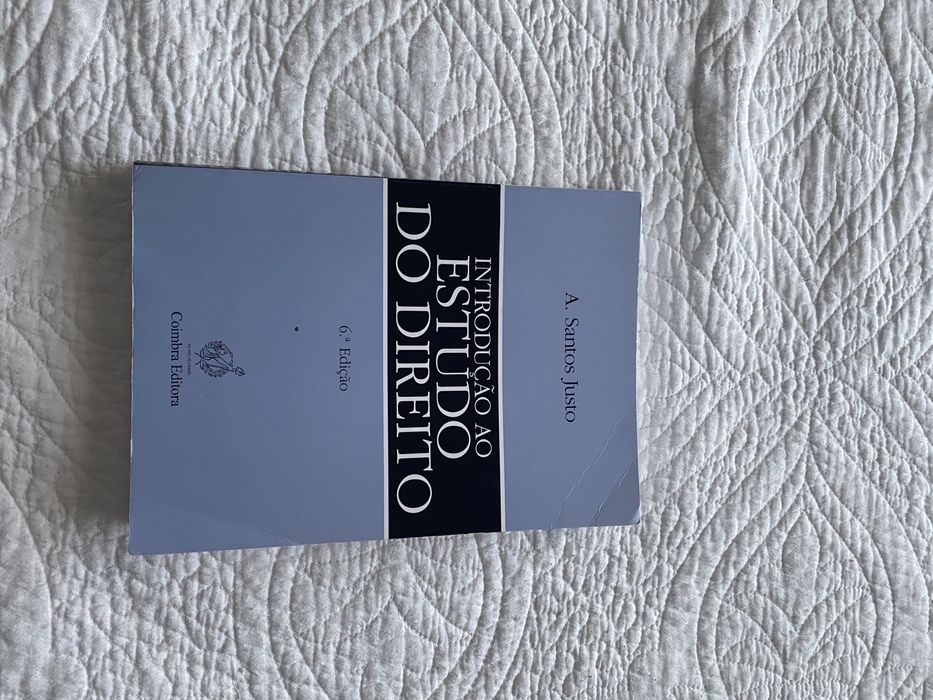 A. Santos Justo
INTRODUÇÃO AO
ESTUDO
DO DIREITO
6.ª Edição
Coimbra Editora